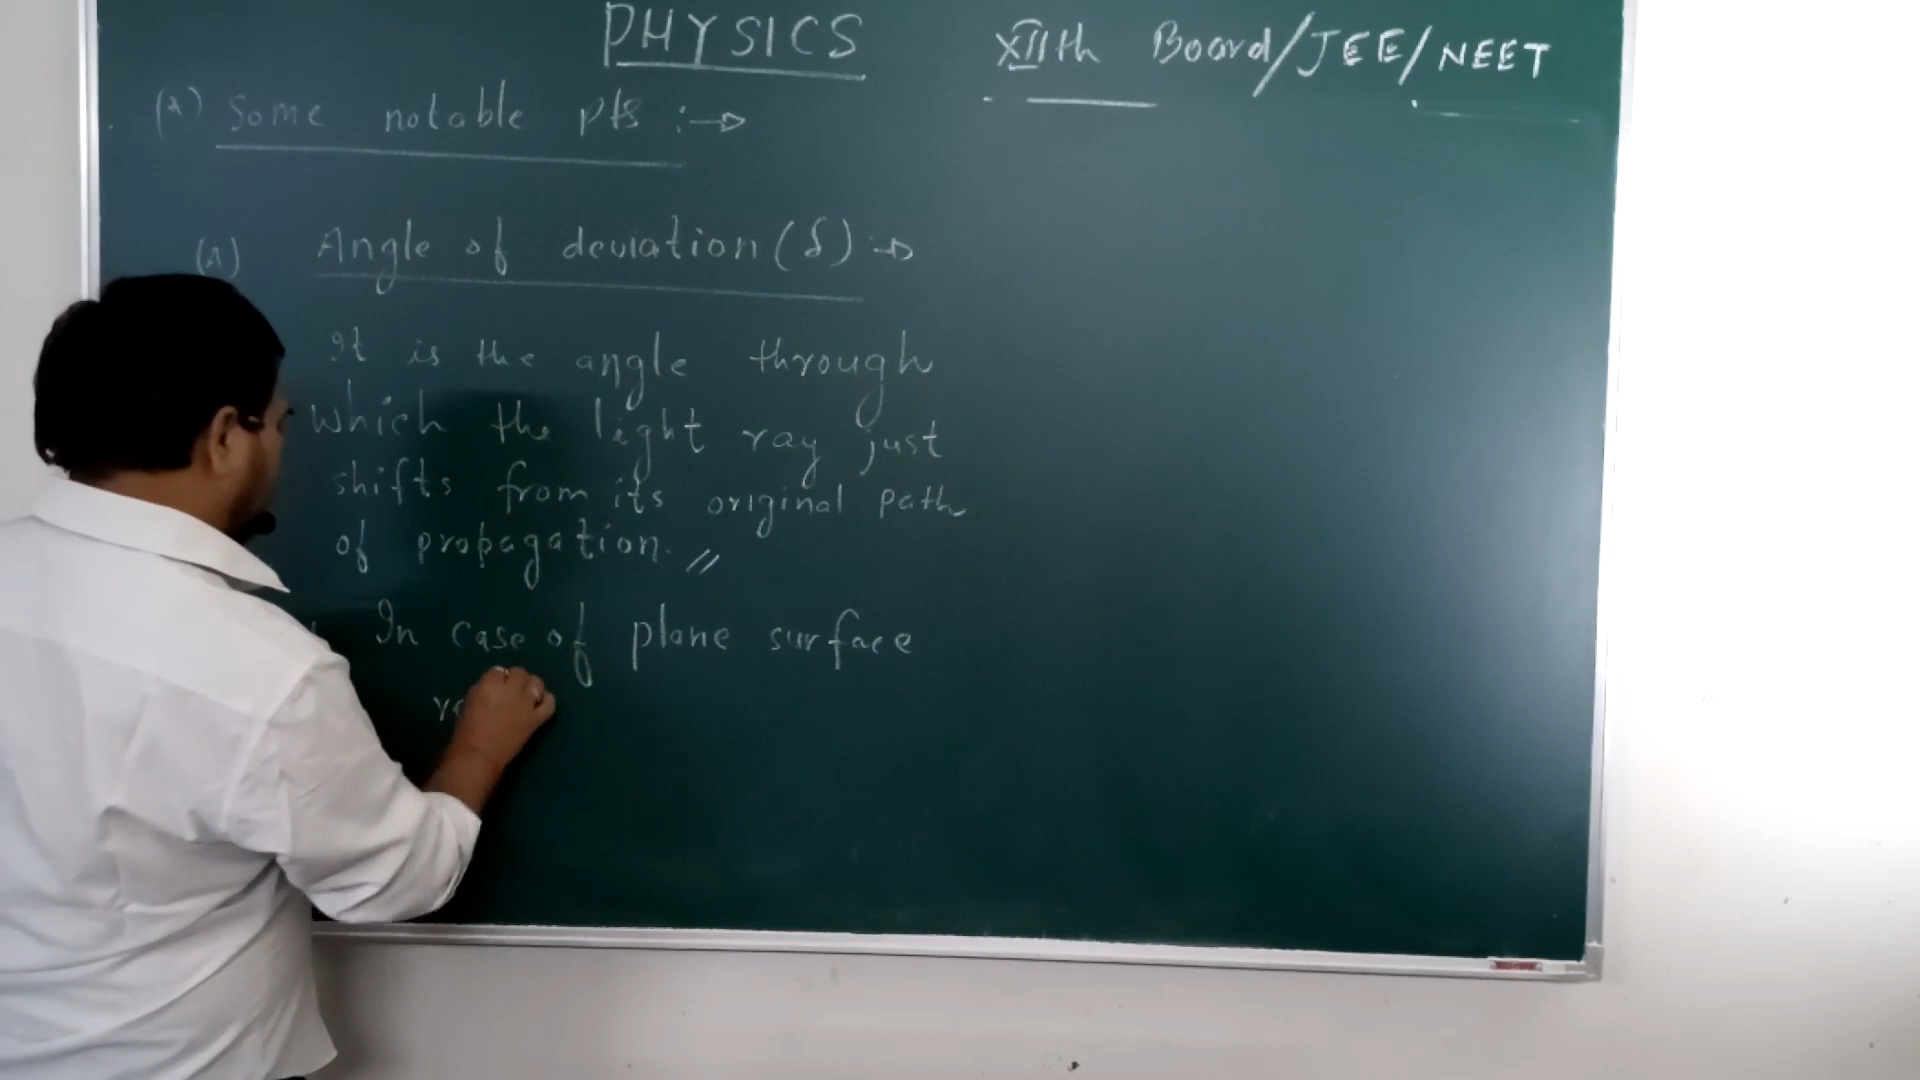 PHYSICS
XIIth Board/JEE/NEET
(*) Some notable pts :→
Angle of deviation (δ) :→
It is the angle through
which the light ray just
shifts from its original path
of propagation. //
In case of plane surface